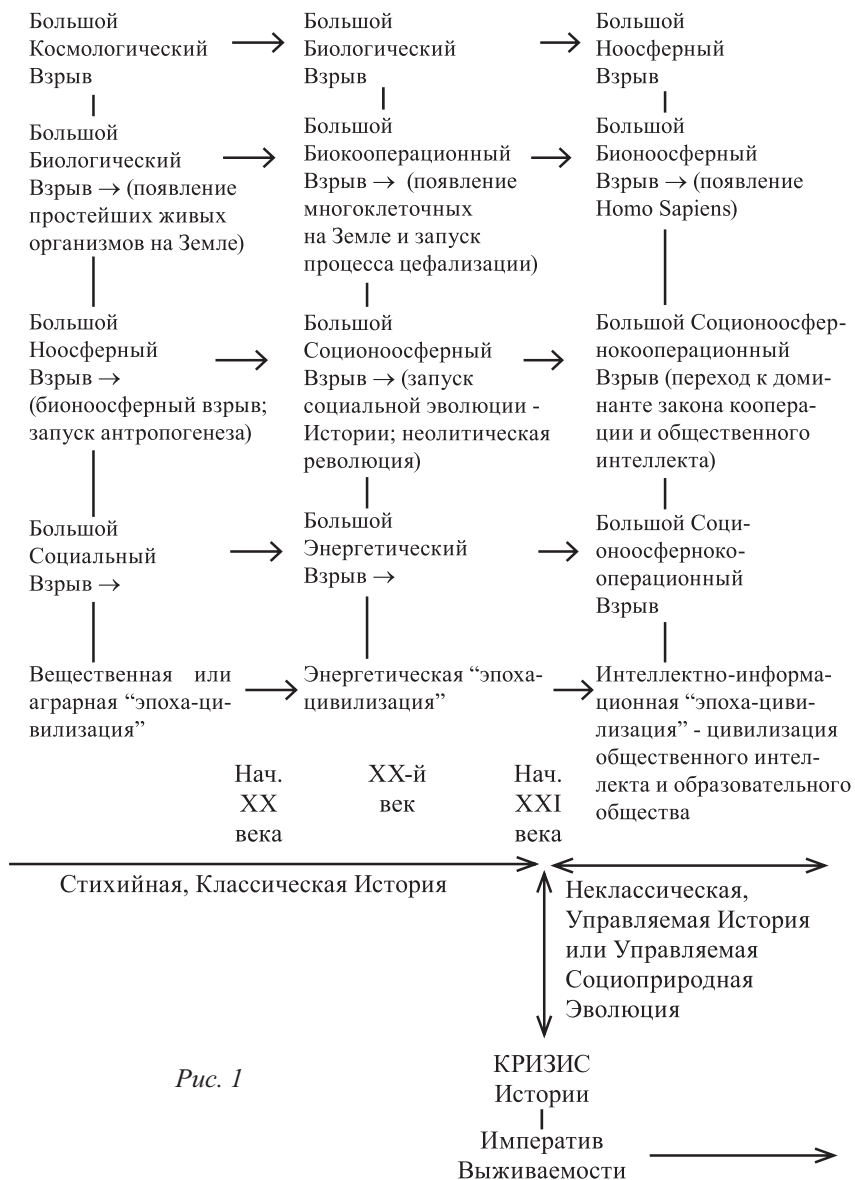 Большой
Космологический
Взрыв
Большой
Биологический
Взрыв
Большой
Ноосферный
Взрыв
Большой
Биологический
Взрыв → (появление
простейших живых
организмов на Земле)
Большой
Биокооперационный
Взрыв → (появление
многоклеточных
на Земле и запуск
процесса цефализации)
Большой
Бионоосферный
Взрыв → (появление
Homo Sapiens)
Большой
Ноосферный
Взрыв →
(бионоосферный взрыв;
запуск антропогенеза)
Большой
Соционоосферный
Взрыв → (запуск
социальной эволюции -
Истории; неолитическая
революция)
Большой Соционоосфер-
нокооперационный
Взрыв (переход к доми-
нанте закона коопера-
ции и общественного
интеллекта)
Большой
Социальный
Взрыв →
Большой
Энергетический
Взрыв →
Большой Соци-
оноосферноко-
операционный
Взрыв
Вещественная или
аграрная “эпоха-ци-
вилизация”
Энергетическая “эпоха-
цивилизация”
Интеллектно-информа-
ционная “эпоха-циви-
лизация” - цивилизация
общественного интел-
лекта и образовательного
общества
Нач.
XX
века
XX-й
век
Нач.
XXI
века
Стихийная, Классическая История
Неклассическая,
Управляемая История
или Управляемая
Социоприродная
Эволюция
КРИЗИС
Истории
Императив
Выживаемости
Рис. 1